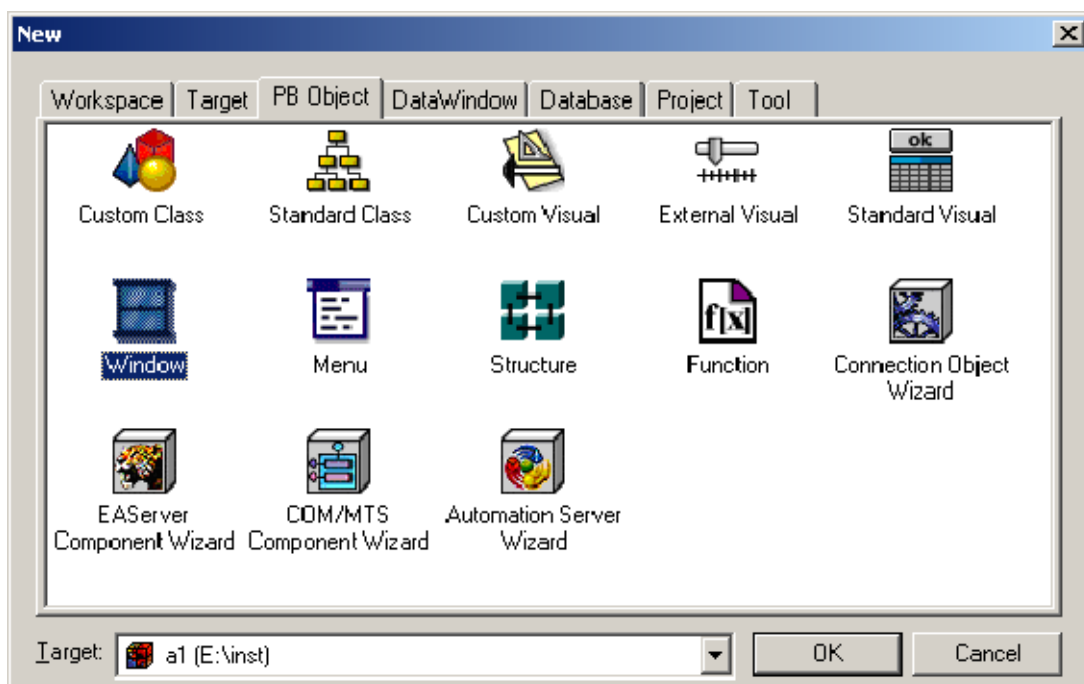 New
Workspace Target PB Object DataWindow Database Project Tool
ok
Custom Class Standard Class Custom Visual External Visual Standard Visual
f[x]
Window Menu Structure Function Connection Object
Wizard
EAServer COM/MTS Automation Server
Component Wizard Component Wizard Wizard
Target: a1 (E:\inst) OK Cancel